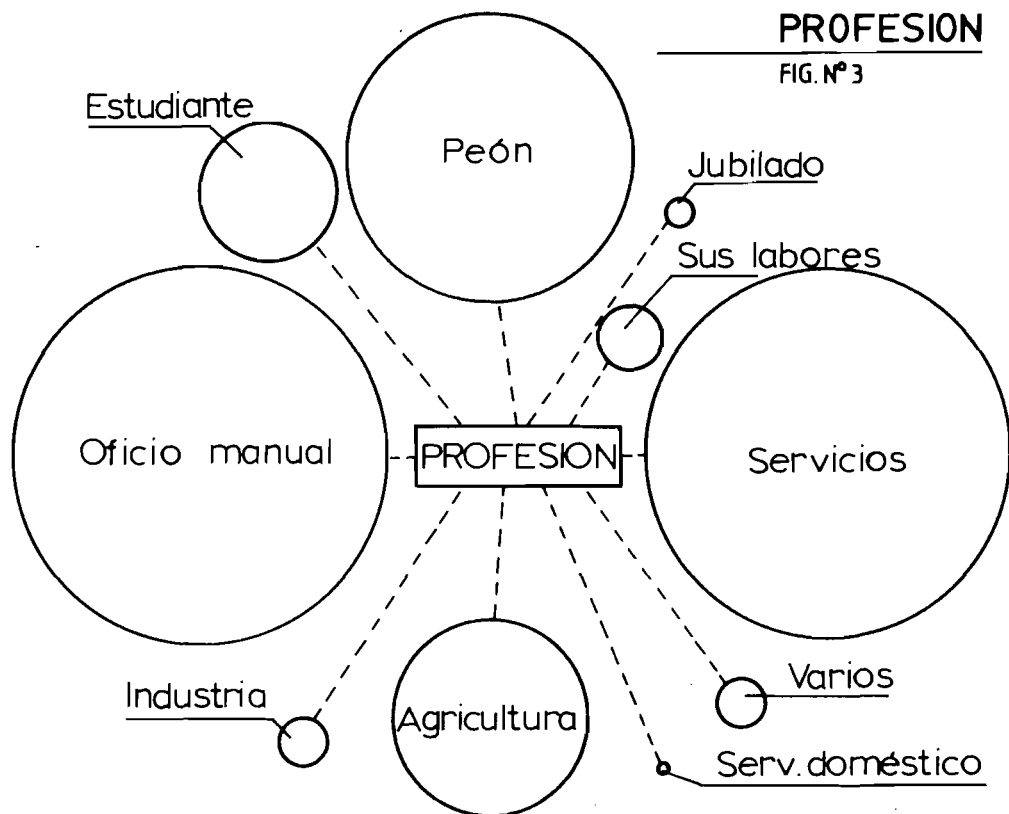 PROFESION
FIG. Nº 3
Estudiante
Peón
Jubilado
Sus labores
Oficio manual
PROFESION
Servicios
Industria
Agricultura
Varios
Serv. doméstico